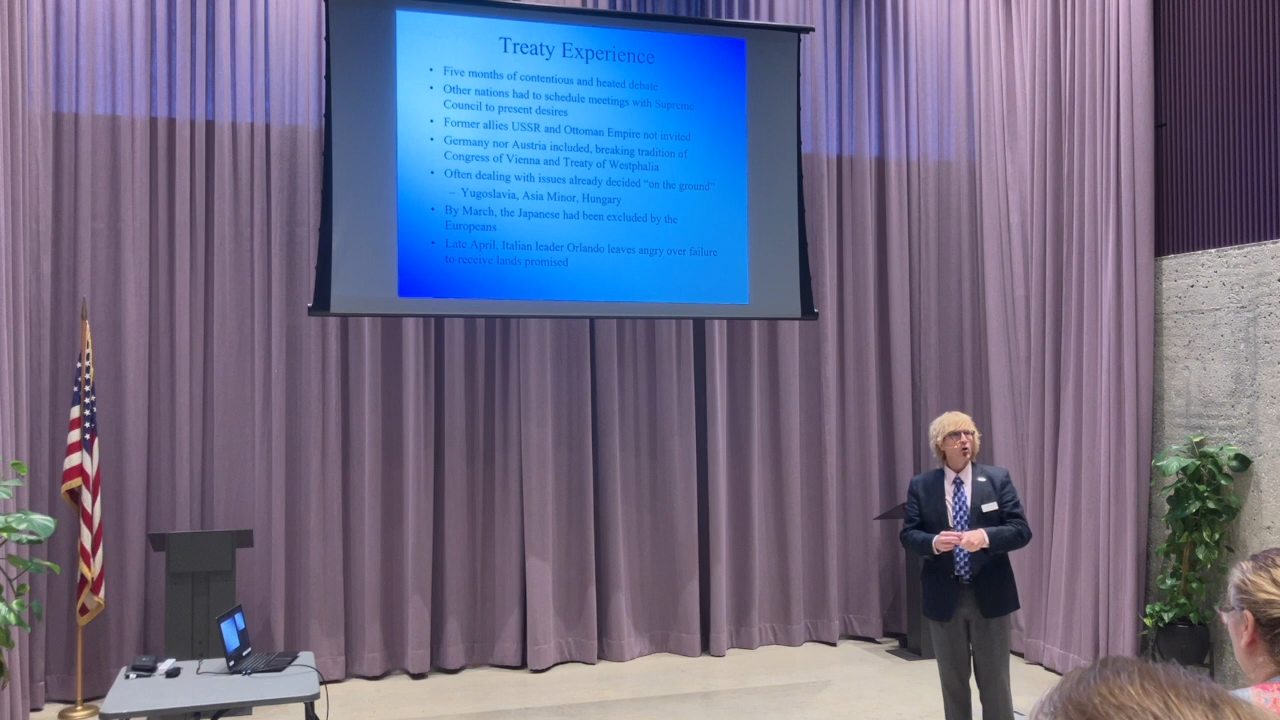 Treaty Experience
• Five months of contentious and heated debate
• Other nations had to schedule meetings with Supreme
Council to present desires
• Former allies USSR and Ottoman Empire not invited
• Germany nor Austria included, breaking tradition of
Congress of Vienna and Treaty of Westphalia
• Often dealing with issues already decided “on the ground”
– Yugoslavia, Asia Minor, Hungary
• By March, the Japanese had been excluded by the
Europeans
• Late April, Italian leader Orlando leaves angry over failure
to receive lands promised